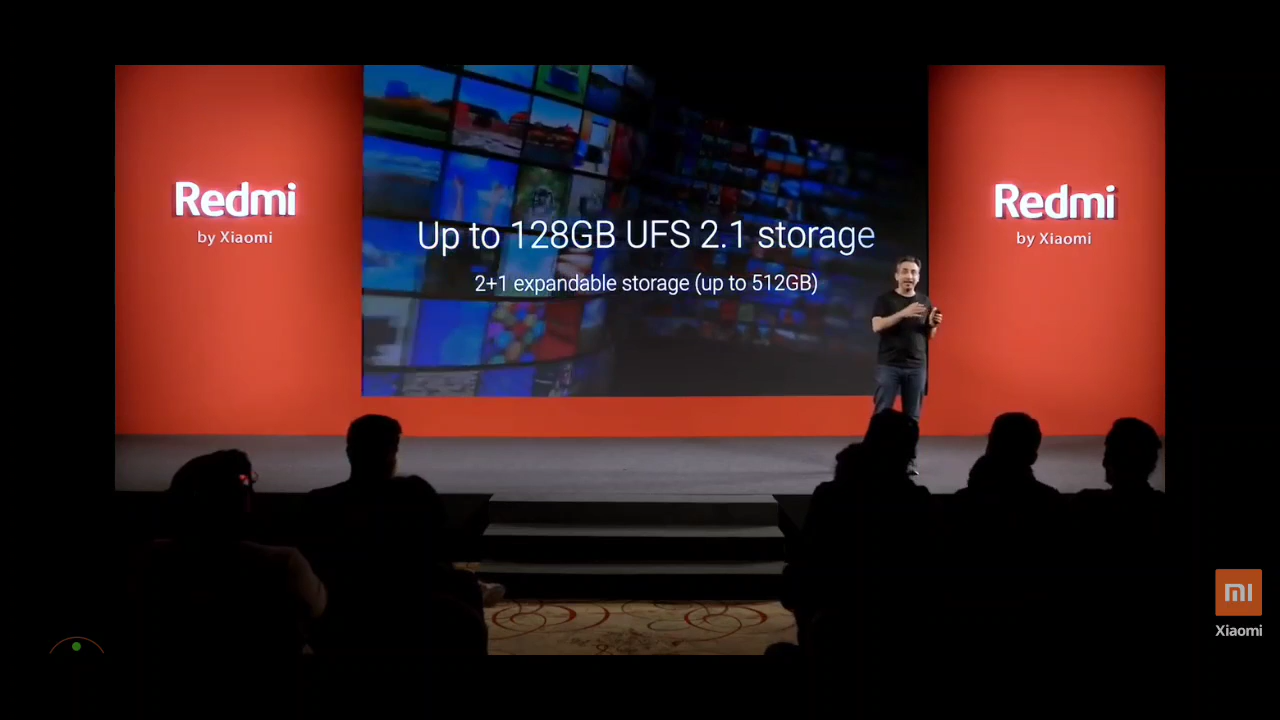 Redmi
by Xiaomi
Up to 128GB UFS 2.1 storage
2+1 expandable storage (up to 512GB)
Redmi
by Xiaomi
mi
Xiaomi